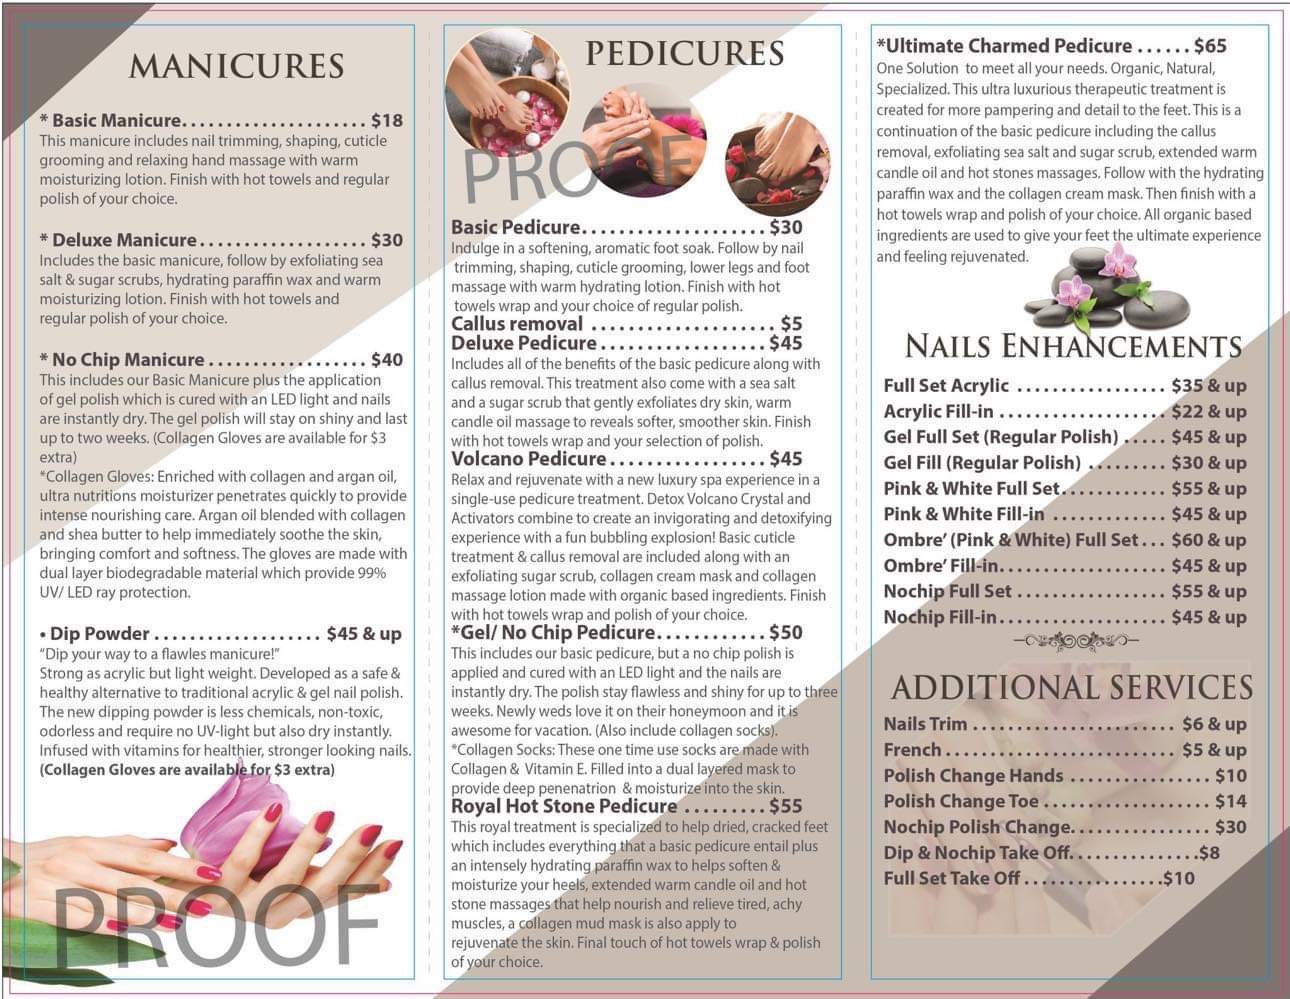 MANICURES
* Basic Manicure.................... $18
This manicure includes nail trimming, shaping, cuticle
grooming and relaxing hand massage with warm
moisturizing lotion. Finish with hot towels and regular
polish of your choice.
* Deluxe Manicure.................. $30
Includes the basic manicure, follow by exfoliating sea
salt & sugar scrubs, hydrating paraffin wax and warm
moisturizing lotion. Finish with hot towels and
regular polish of your choice.
* No Chip Manicure ................. $40
This includes our Basic Manicure plus the application
of gel polish which is cured with an LED light and nails
are instantly dry. The gel polish will stay on shiny and last
up to two weeks. (Collagen Gloves are available for $3
extra)
*Collagen Gloves: Enriched with collagen and argan oil,
ultra nutritions moisturizer penetrates quickly to provide
intense nourishing care. Argan oil blended with collagen
and shea butter to help immediately soothe the skin,
bringing comfort and softness. The gloves are made with
dual layer biodegradable material which provide 99%
UV/ LED ray protection.
• Dip Powder ................... $45 & up
"Dip your way to a flawles manicure!"
Strong as acrylic but light weight. Developed as a safe &
healthy alternative to traditional acrylic & gel nail polish.
The new dipping powder is less chemicals, non-toxic,
odorless and require no UV-light but also dry instantly.
Infused with vitamins for healthier, stronger looking nails.
(Collagen Gloves are available for $3 extra)
PROOF
PEDICURES
PROOF
Basic Pedicure.................... $30
Indulge in a softening, aromatic foot soak. Follow by nail
trimming, shaping, cuticle grooming, lower legs and foot
massage with warm hydrating lotion. Finish with hot
towels wrap and your choice of regular polish.
Callus removal .................... $5
Deluxe Pedicure.................. $45
Includes all of the benefits of the basic pedicure along with
callus removal. This treatment also come with a sea salt
and a sugar scrub that gently exfoliates dry skin, warm
candle oil massage to reveals softer, smoother skin. Finish
with hot towels wrap and your selection of polish.
Volcano Pedicure................. $45
Relax and rejuvenate with a new luxury spa experience in a
single-use pedicure treatment. Detox Volcano Crystal and
Activators combine to create an invigorating and detoxifying
experience with a fun bubbling explosion! Basic cuticle
treatment & callus removal are included along with an
exfoliating sugar scrub, collagen cream mask and collagen
massage lotion made with organic based ingredients. Finish
with hot towels wrap and polish of your choice.
*Gel/ No Chip Pedicure............ $50
This includes our basic pedicure, but a no chip polish is
applied and cured with an LED light and the nails are
instantly dry. The polish stay flawless and shiny for up to three
weeks. Newly weds love it on their honeymoon and it is
awesome for vacation. (Also include collagen socks).
*Collagen Socks: These one time use socks are made with
Collagen & Vitamin E. Filled into a dual layered mask to
provide deep penenatrion & moisturize into the skin.
Royal Hot Stone Pedicure ......... $55
This royal treatment is specialized to help dried, cracked feet
which includes everything that a basic pedicure entail plus
an intensely hydrating paraffin wax to helps soften &
moisturize your heels, extended warm candle oil and hot
stone massages that help nourish and relieve tired, achy
muscles, a collagen mud mask is also apply to
rejuvenate the skin. Final touch of hot towels wrap & polish
of your choice.
*Ultimate Charmed Pedicure ...... $65
One Solution to meet all your needs. Organic, Natural,
Specialized. This ultra luxurious therapeutic treatment is
created for more pampering and detail to the feet. This is a
continuation of the basic pedicure including the callus
removal, exfoliating sea salt and sugar scrub, extended warm
candle oil and hot stones massages. Follow with the hydrating
paraffin wax and the collagen cream mask. Then finish with a
hot towels wrap and polish of your choice. All organic based
ingredients are used to give your feet the ultimate experience
and feeling rejuvenated.
NAILS ENHANCEMENTS
Full Set Acrylic ................ $35 & up
Acrylic Fill-in .................. $22 & up
Gel Full Set (Regular Polish) ..... $45 & up
Gel Fill (Regular Polish) ......... $30 & up
Pink & White Full Set............ $55 & up
Pink & White Fill-in ............. $45 & up
Ombre' (Pink & White) Full Set... $60 & up
Ombre' Fill-in................... $45 & up
Nochip Full Set ................ $55 & up
Nochip Fill-in.................. $45 & up
ADDITIONAL SERVICES
Nails Trim ...................... $6 & up
French ......................... $5 & up
Polish Change Hands ............... $10
Polish Change Toe .................. $14
Nochip Polish Change............... $30
Dip & Nochip Take Off...............$8
Full Set Take Off ................$10